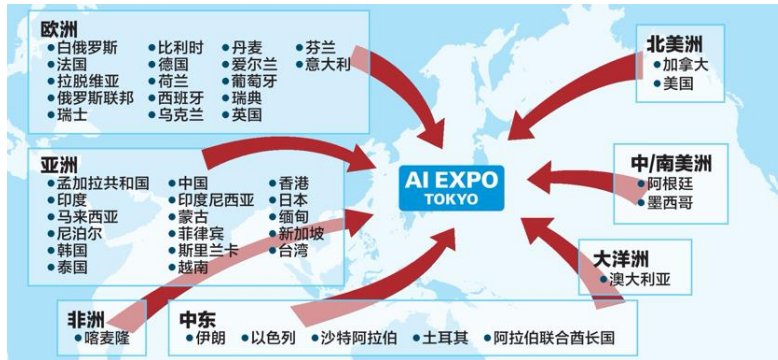 欧洲
●白俄罗斯 ●比利时 ●丹麦 ●芬兰
●法国 ●德国 ●爱尔兰 ●意大利
●拉脱维亚 ●荷兰 ●葡萄牙
●俄罗斯联邦 ●西班牙 ●瑞典
●瑞士 ●乌克兰 ●英国
北美洲
●加拿大
●美国
亚洲
●孟加拉共和国 ●中国 ●香港
●印度 ●印度尼西亚 ●日本
●马来西亚 ●蒙古 ●缅甸
●尼泊尔 ●菲律宾 ●新加坡
●韩国 ●斯里兰卡 ●台湾
●泰国 ●越南
AI EXPO
TOKYO
中/南美洲
●阿根廷
●墨西哥
大洋洲
●澳大利亚
非洲
●喀麦隆
中东
●伊朗 ●以色列 ●沙特阿拉伯 ●土耳其 ●阿拉伯联合酋长国